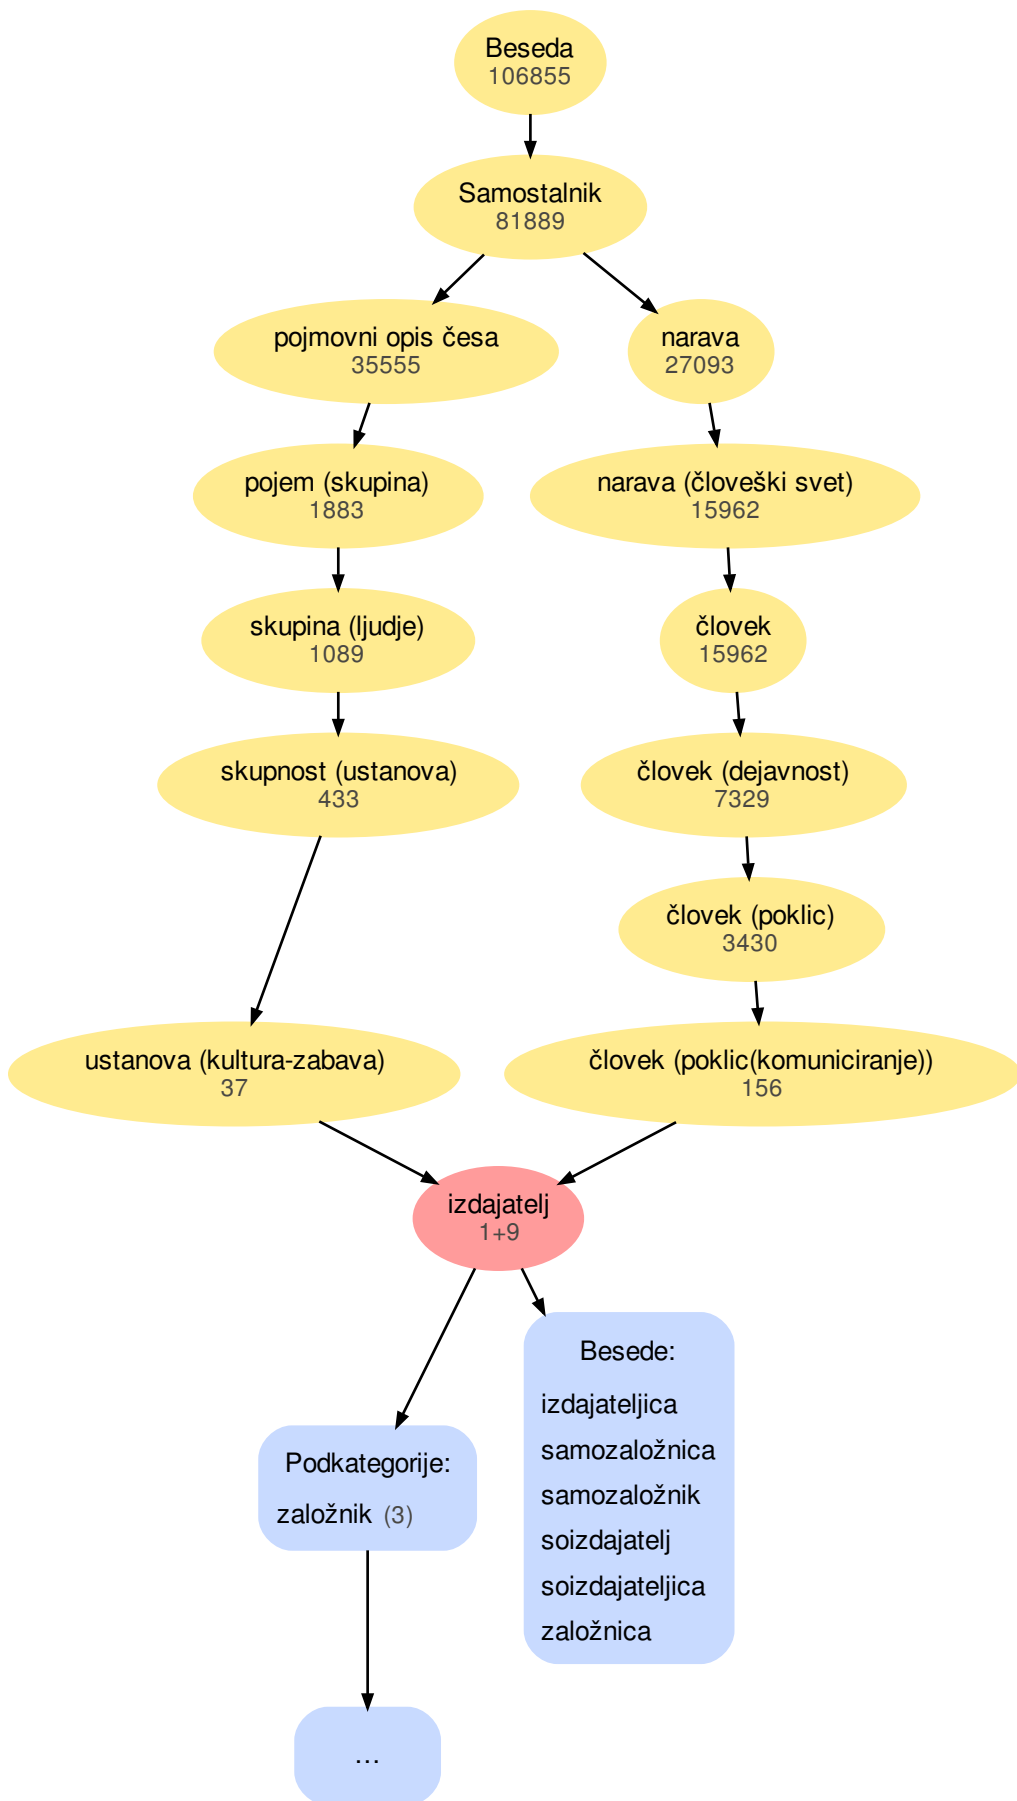 Beseda
106855
Samostalnik
81889
pojmovni opis česa
35555
narava
27093
pojem (skupina)
1883
narava (človeški svet)
15962
skupina (ljudje)
1089
človek
15962
skupnost (ustanova)
433
človek (dejavnost)
7329
človek (poklic)
3430
ustanova (kultura-zabava)
37
človek (poklic(komuniciranje))
156
izdajatelj
1+9
Besede:
izdajateljica
samozaložnica
samozaložnik
soizdajatelj
soizdajateljica
založnica
Podkategorije:
založnik (3)
...